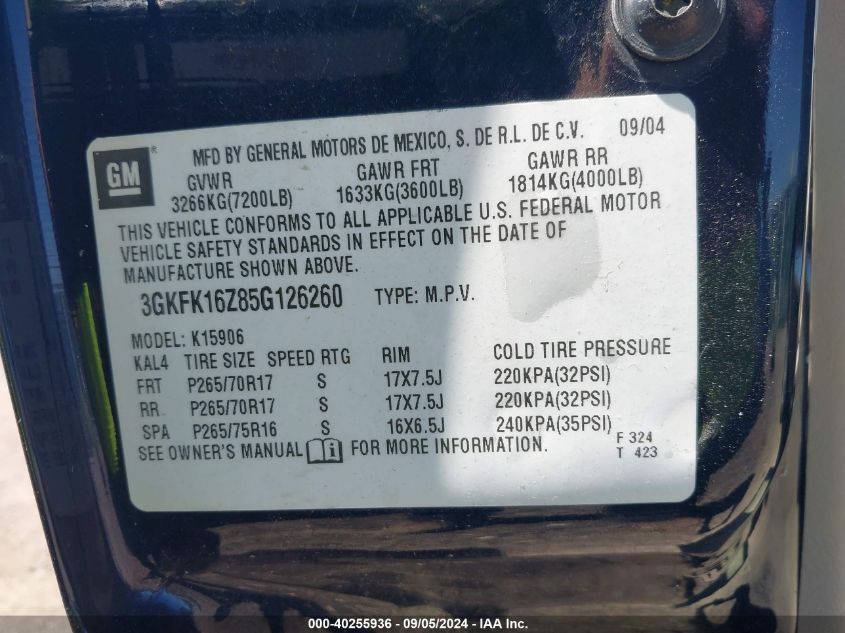 GM
MFD BY GENERAL MOTORS DE MEXICO, S. DE R.L. DE C.V. 09/04
GVWR GAWR FRT GAWR RR
3266KG(7200LB) 1633KG(3600LB) 1814KG(4000LB)
THIS VEHICLE CONFORMS TO ALL APPLICABLE U.S. FEDERAL MOTOR
VEHICLE SAFETY STANDARDS IN EFFECT ON THE DATE OF
MANUFACTURE SHOWN ABOVE.
3GKFK16Z85G126260 TYPE: M.P.V.
MODEL: K15906
KAL4 TIRE SIZE SPEED RTG RIM COLD TIRE PRESSURE
FRT P265/70R17 S 17X7.5J 220KPA(32PSI)
RR P265/70R17 S 17X7.5J 220KPA(32PSI)
SPA P265/75R16 S 16X6.5J 240KPA(35PSI)
SEE OWNER'S MANUAL i FOR MORE INFORMATION.
F 324
T 423
000-40255936 - 09/05/2024 - IAAI.com